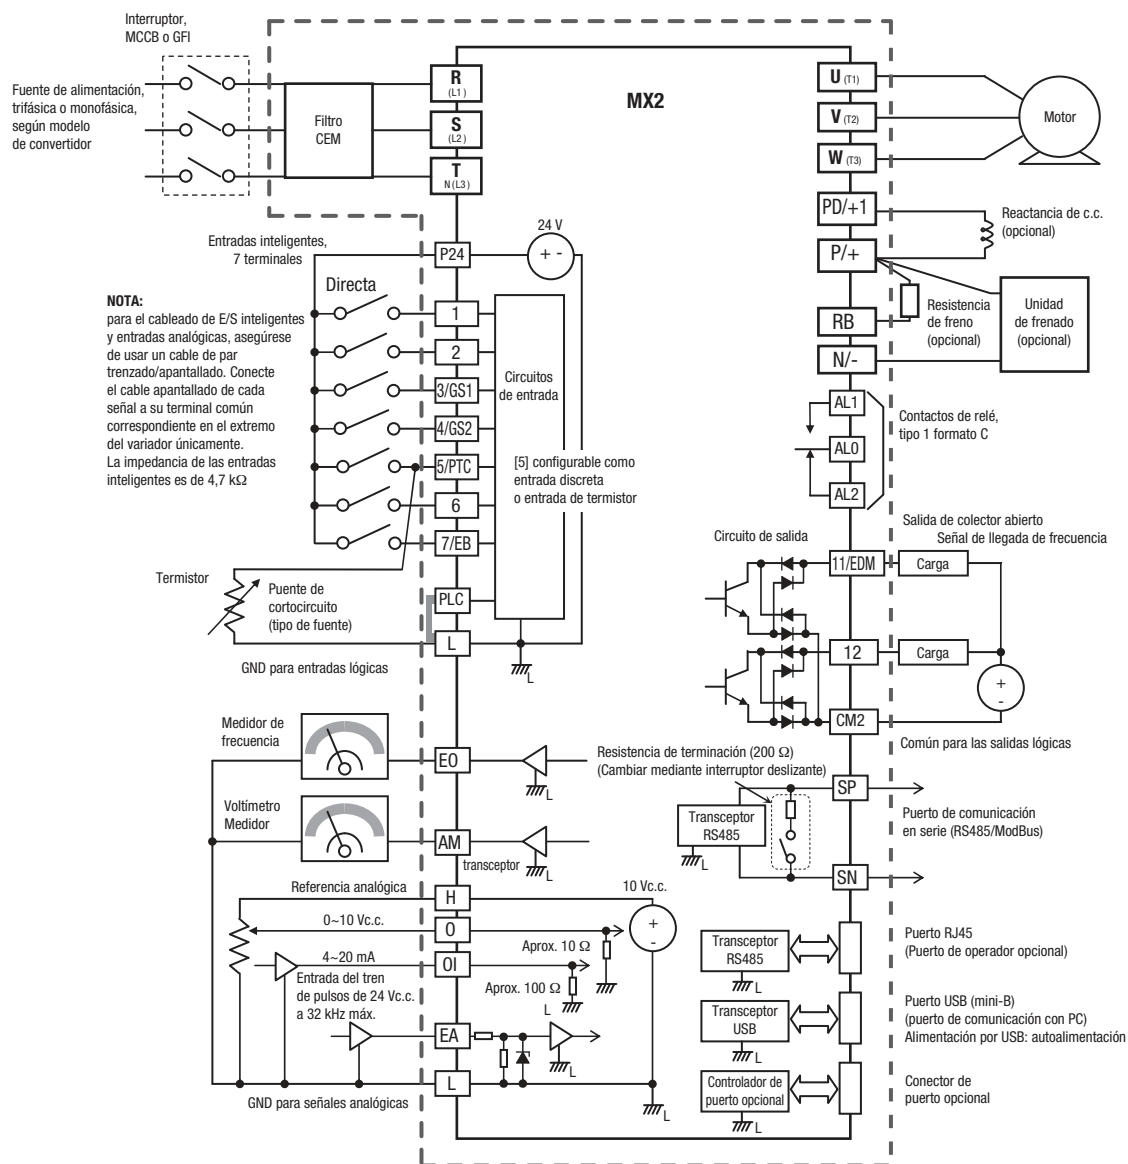 Interruptor,
MCCB o GFI
Fuente de alimentación,
trifásica o monofásica,
según modelo
de convertidor
Filtro
CEM
R
(L1)
S
(L2)
T
N (L3)
MX2
U (T1)
V (T2)
W (T3)
Motor
PD/+1
P/+
Reactancia de c.c.
(opcional)
RB
N/-
Resistencia
de freno
(opcional)
Unidad
de frenado
(opcional)
Entradas inteligentes,
7 terminales
P24
24 V
+ -
Directa
NOTA:
para el cableado de E/S inteligentes
y entradas analógicas, asegúrese
de usar un cable de par
trenzado/apantallado. Conecte
el cable apantallado de cada
señal a su terminal común
correspondiente en el extremo
del variador únicamente.
La impedancia de las entradas
inteligentes es de 4,7 kΩ
1
2
3/GS1
4/GS2
5/PTC
6
7/EB
PLC
L
Circuitos
de entrada
[5] configurable como
entrada discreta
o entrada de termistor
AL1
AL0
AL2
Contactos de relé,
tipo 1 formato C
Termistor
Puente de
cortocircuito
(tipo de fuente)
GND para entradas lógicas
L
Circuito de salida
Salida de colector abierto
Señal de llegada de frecuencia
11/EDM
Carga
12
Carga
+
-
CM2
Común para las salidas lógicas
Medidor de
frecuencia
EO
L
Voltímetro
Medidor
AM
transceptor
L
Resistencia de terminación (200 Ω)
(Cambiar mediante interruptor deslizante)
Transceptor
RS485
L
SP
SN
Puerto de comunicación
en serie (RS485/ModBus)
Referencia analógica
H
10 Vc.c.
+
-
0~10 Vc.c.
O
Aprox. 10 Ω
4~20 mA
OI
Aprox. 100 Ω
Entrada del tren
de pulsos de 24 Vc.c.
a 32 kHz máx.
L
EA
L
L
GND para señales analógicas
L
Transceptor
RS485
L
Puerto RJ45
(Puerto de operador opcional)
Transceptor
USB
L
Puerto USB (mini-B)
(puerto de comunicación con PC)
Alimentación por USB: autoalimentación
Controlador de
puerto opcional
L
Conector de
puerto opcional